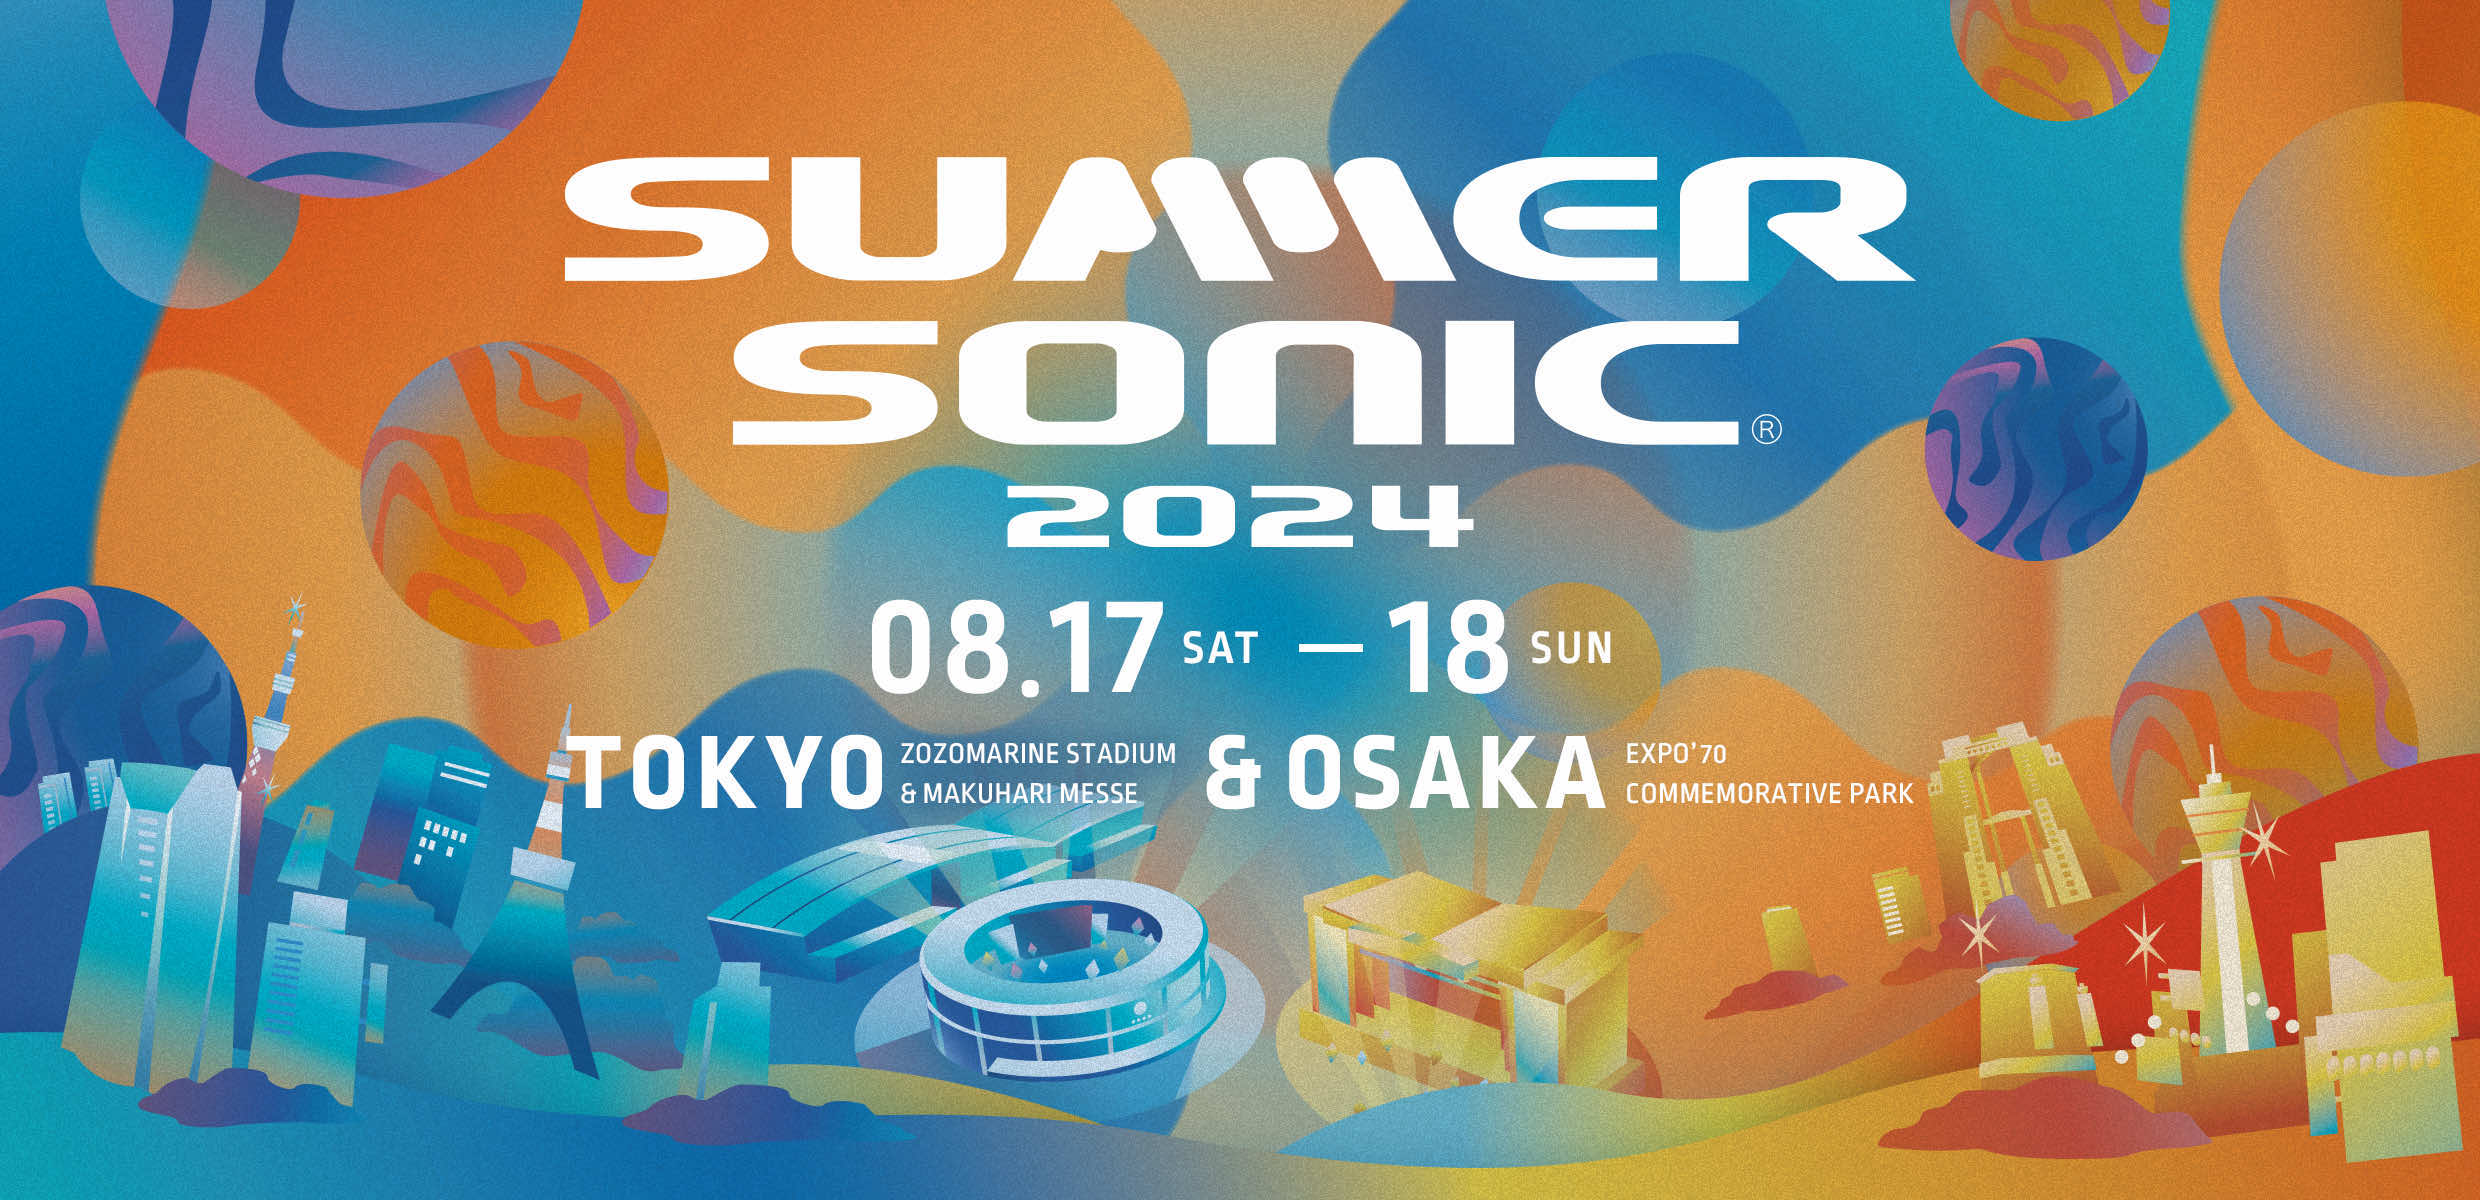 SUMMER
SONIC®
2024
08.17 SAT — 18 SUN
TOKYO ZOZOMARINE STADIUM & MAKUHARI MESSE & OSAKA EXPO'70 COMMEMORATIVE PARK